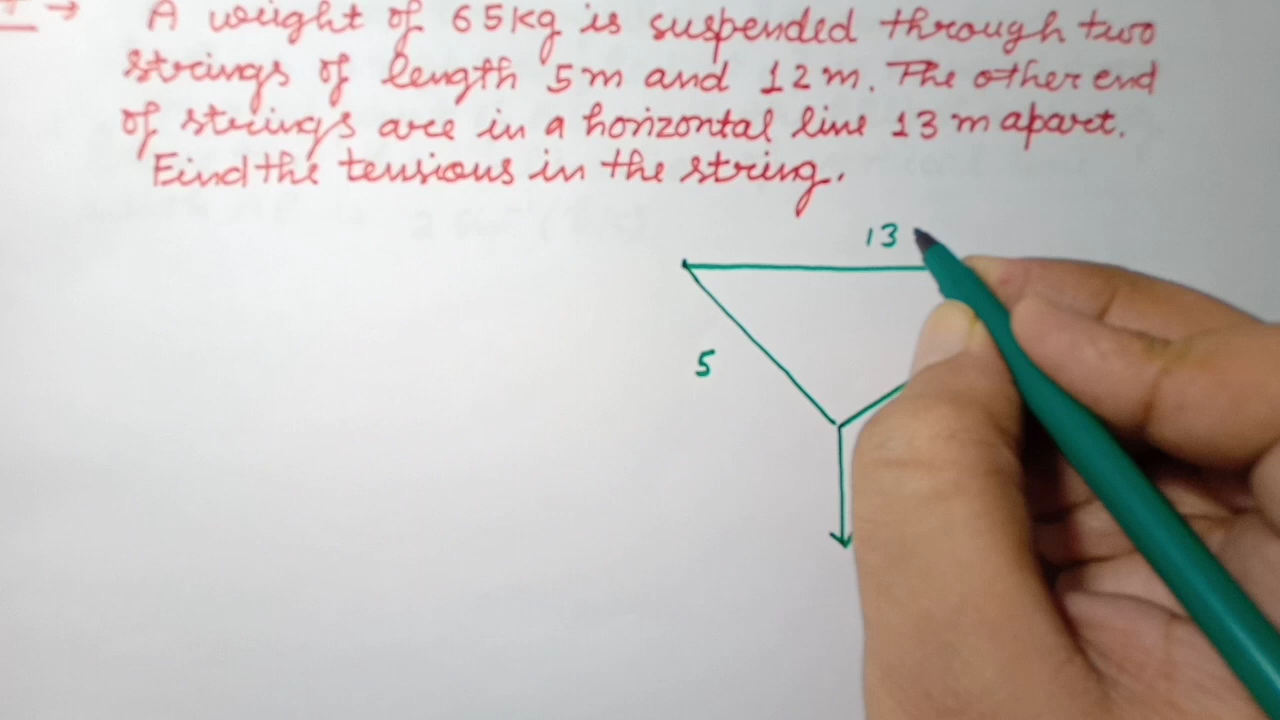 A weight of 65kg is suspended through two
strings of length 5m and 12m. The other end
of strings are in a horizontal line 13 m apart.
Find the tensions in the string.
13
5